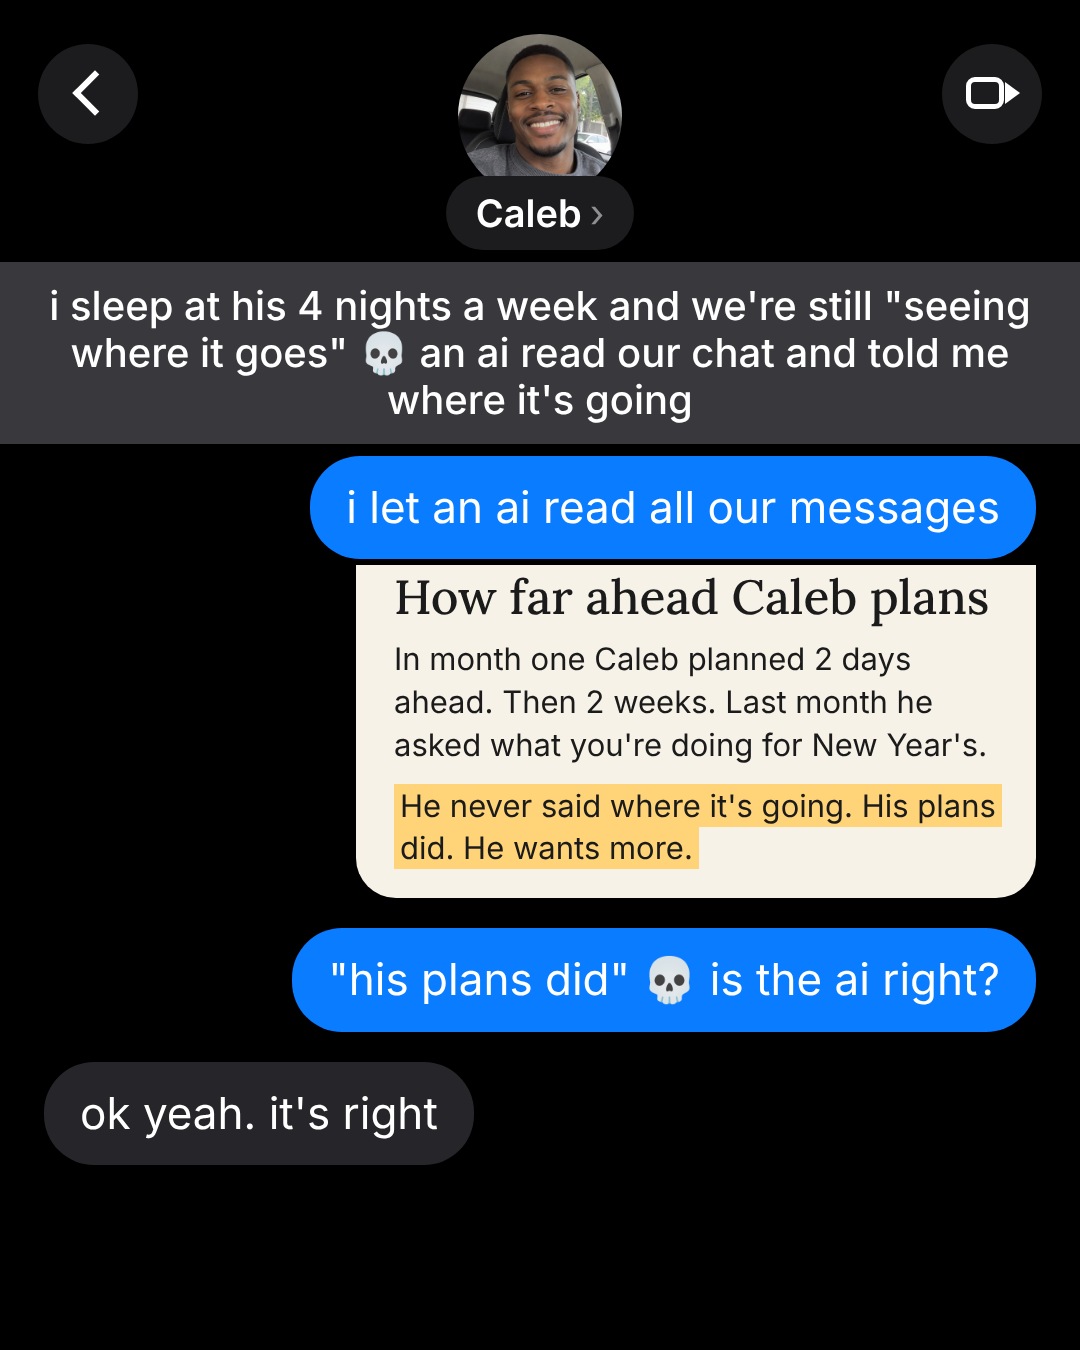 Caleb ›
i sleep at his 4 nights a week and we're still "seeing
where it goes" 💀 an ai read our chat and told me
where it's going
i let an ai read all our messages
How far ahead Caleb plans
In month one Caleb planned 2 days
ahead. Then 2 weeks. Last month he
asked what you're doing for New Year's.
He never said where it's going. His plans
did. He wants more.
"his plans did" 💀 is the ai right?
ok yeah. it's right